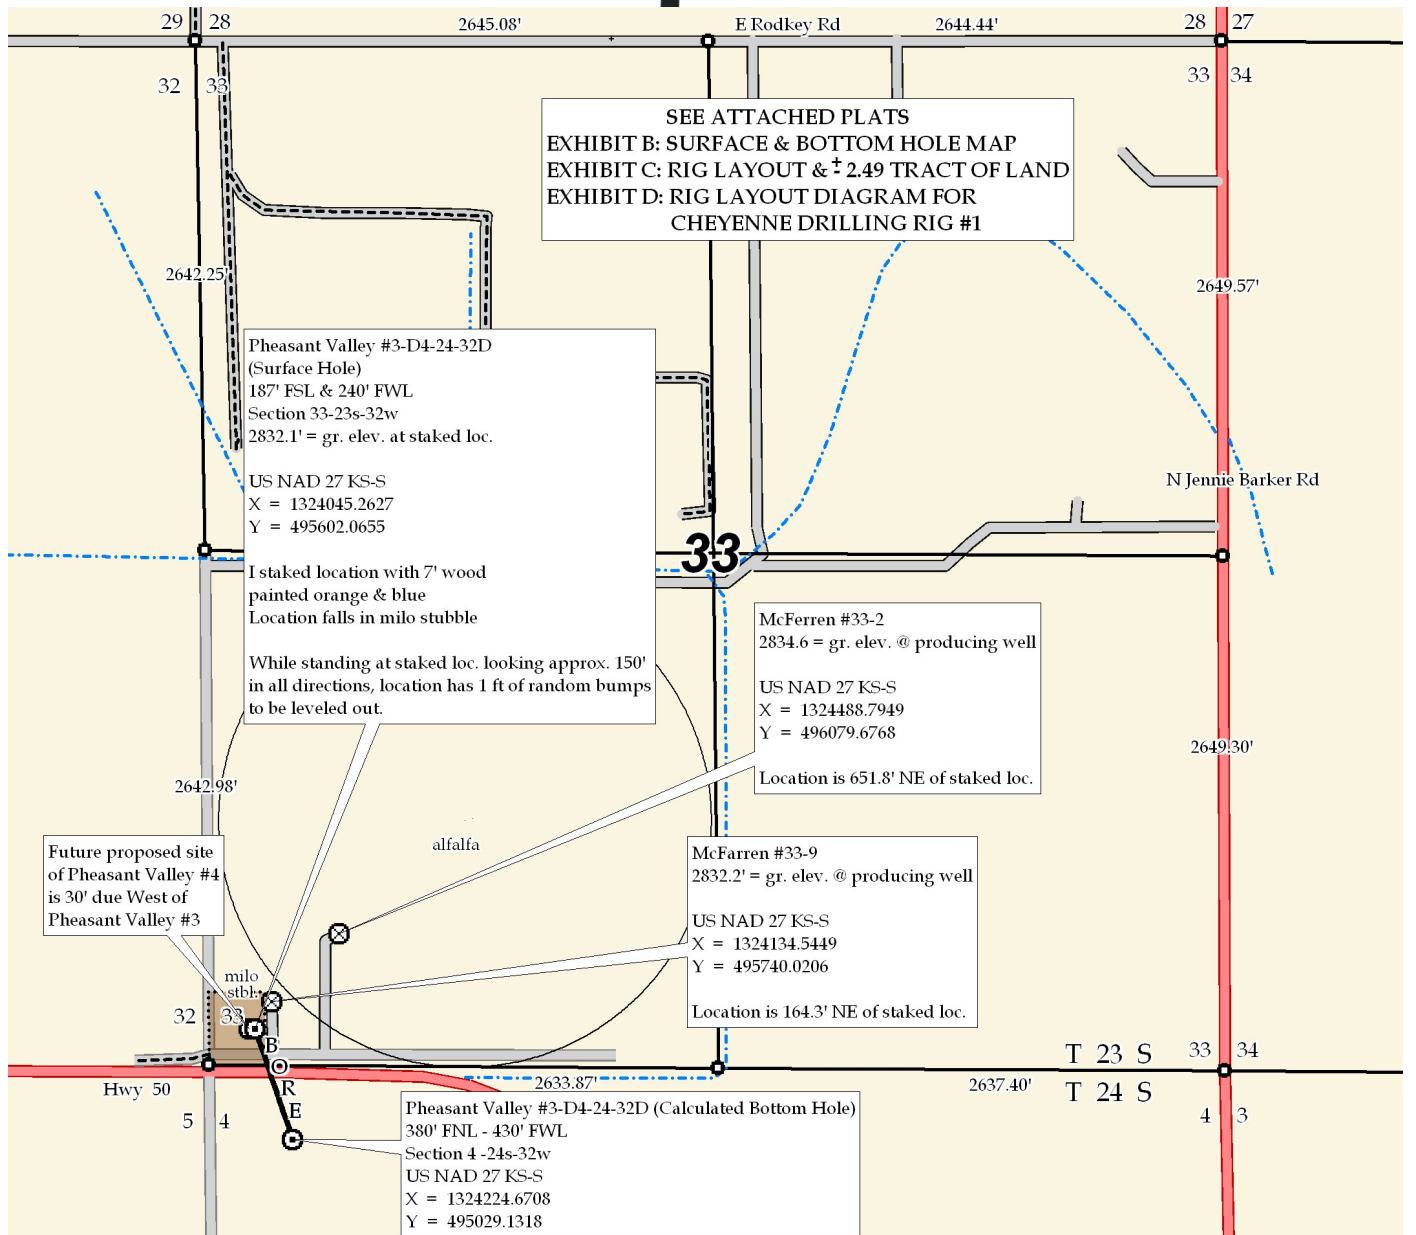 29 28
2645.08'
E Rodkey Rd
2644.44'
28 27
32 33
33 34
SEE ATTACHED PLATS
EXHIBIT B: SURFACE & BOTTOM HOLE MAP
EXHIBIT C: RIG LAYOUT & ± 2.49 TRACT OF LAND
EXHIBIT D: RIG LAYOUT DIAGRAM FOR
CHEYENNE DRILLING RIG #1
2642.25'
2649.57'
Pheasant Valley #3-D4-24-32D
(Surface Hole)
187' FSL & 240' FWL
Section 33-23s-32w
2832.1' = gr. elev. at staked loc.
US NAD 27 KS-S
X = 1324045.2627
Y = 495602.0655
I staked location with 7' wood
painted orange & blue
Location falls in milo stubble
While standing at staked loc. looking approx. 150'
in all directions, location has 1 ft of random bumps
to be leveled out.
N Jennie Barker Rd
33
McFerren #33-2
2834.6 = gr. elev. @ producing well
US NAD 27 KS-S
X = 1324488.7949
Y = 496079.6768
Location is 651.8' NE of staked loc.
2649.30'
2642.98'
Future proposed site
of Pheasant Valley #4
is 30' due West of
Pheasant Valley #3
alfalfa
McFarren #33-9
2832.2' = gr. elev. @ producing well
US NAD 27 KS-S
X = 1324134.5449
Y = 495740.0206
Location is 164.3' NE of staked loc.
milo
stbl.
32 33
B
O
R
E
T 23 S
33 34
Hwy 50
2633.87'
2637.40'
T 24 S
5 4
4 3
Pheasant Valley #3-D4-24-32D (Calculated Bottom Hole)
380' FNL - 430' FWL
Section 4 -24s-32w
US NAD 27 KS-S
X = 1324224.6708
Y = 495029.1318